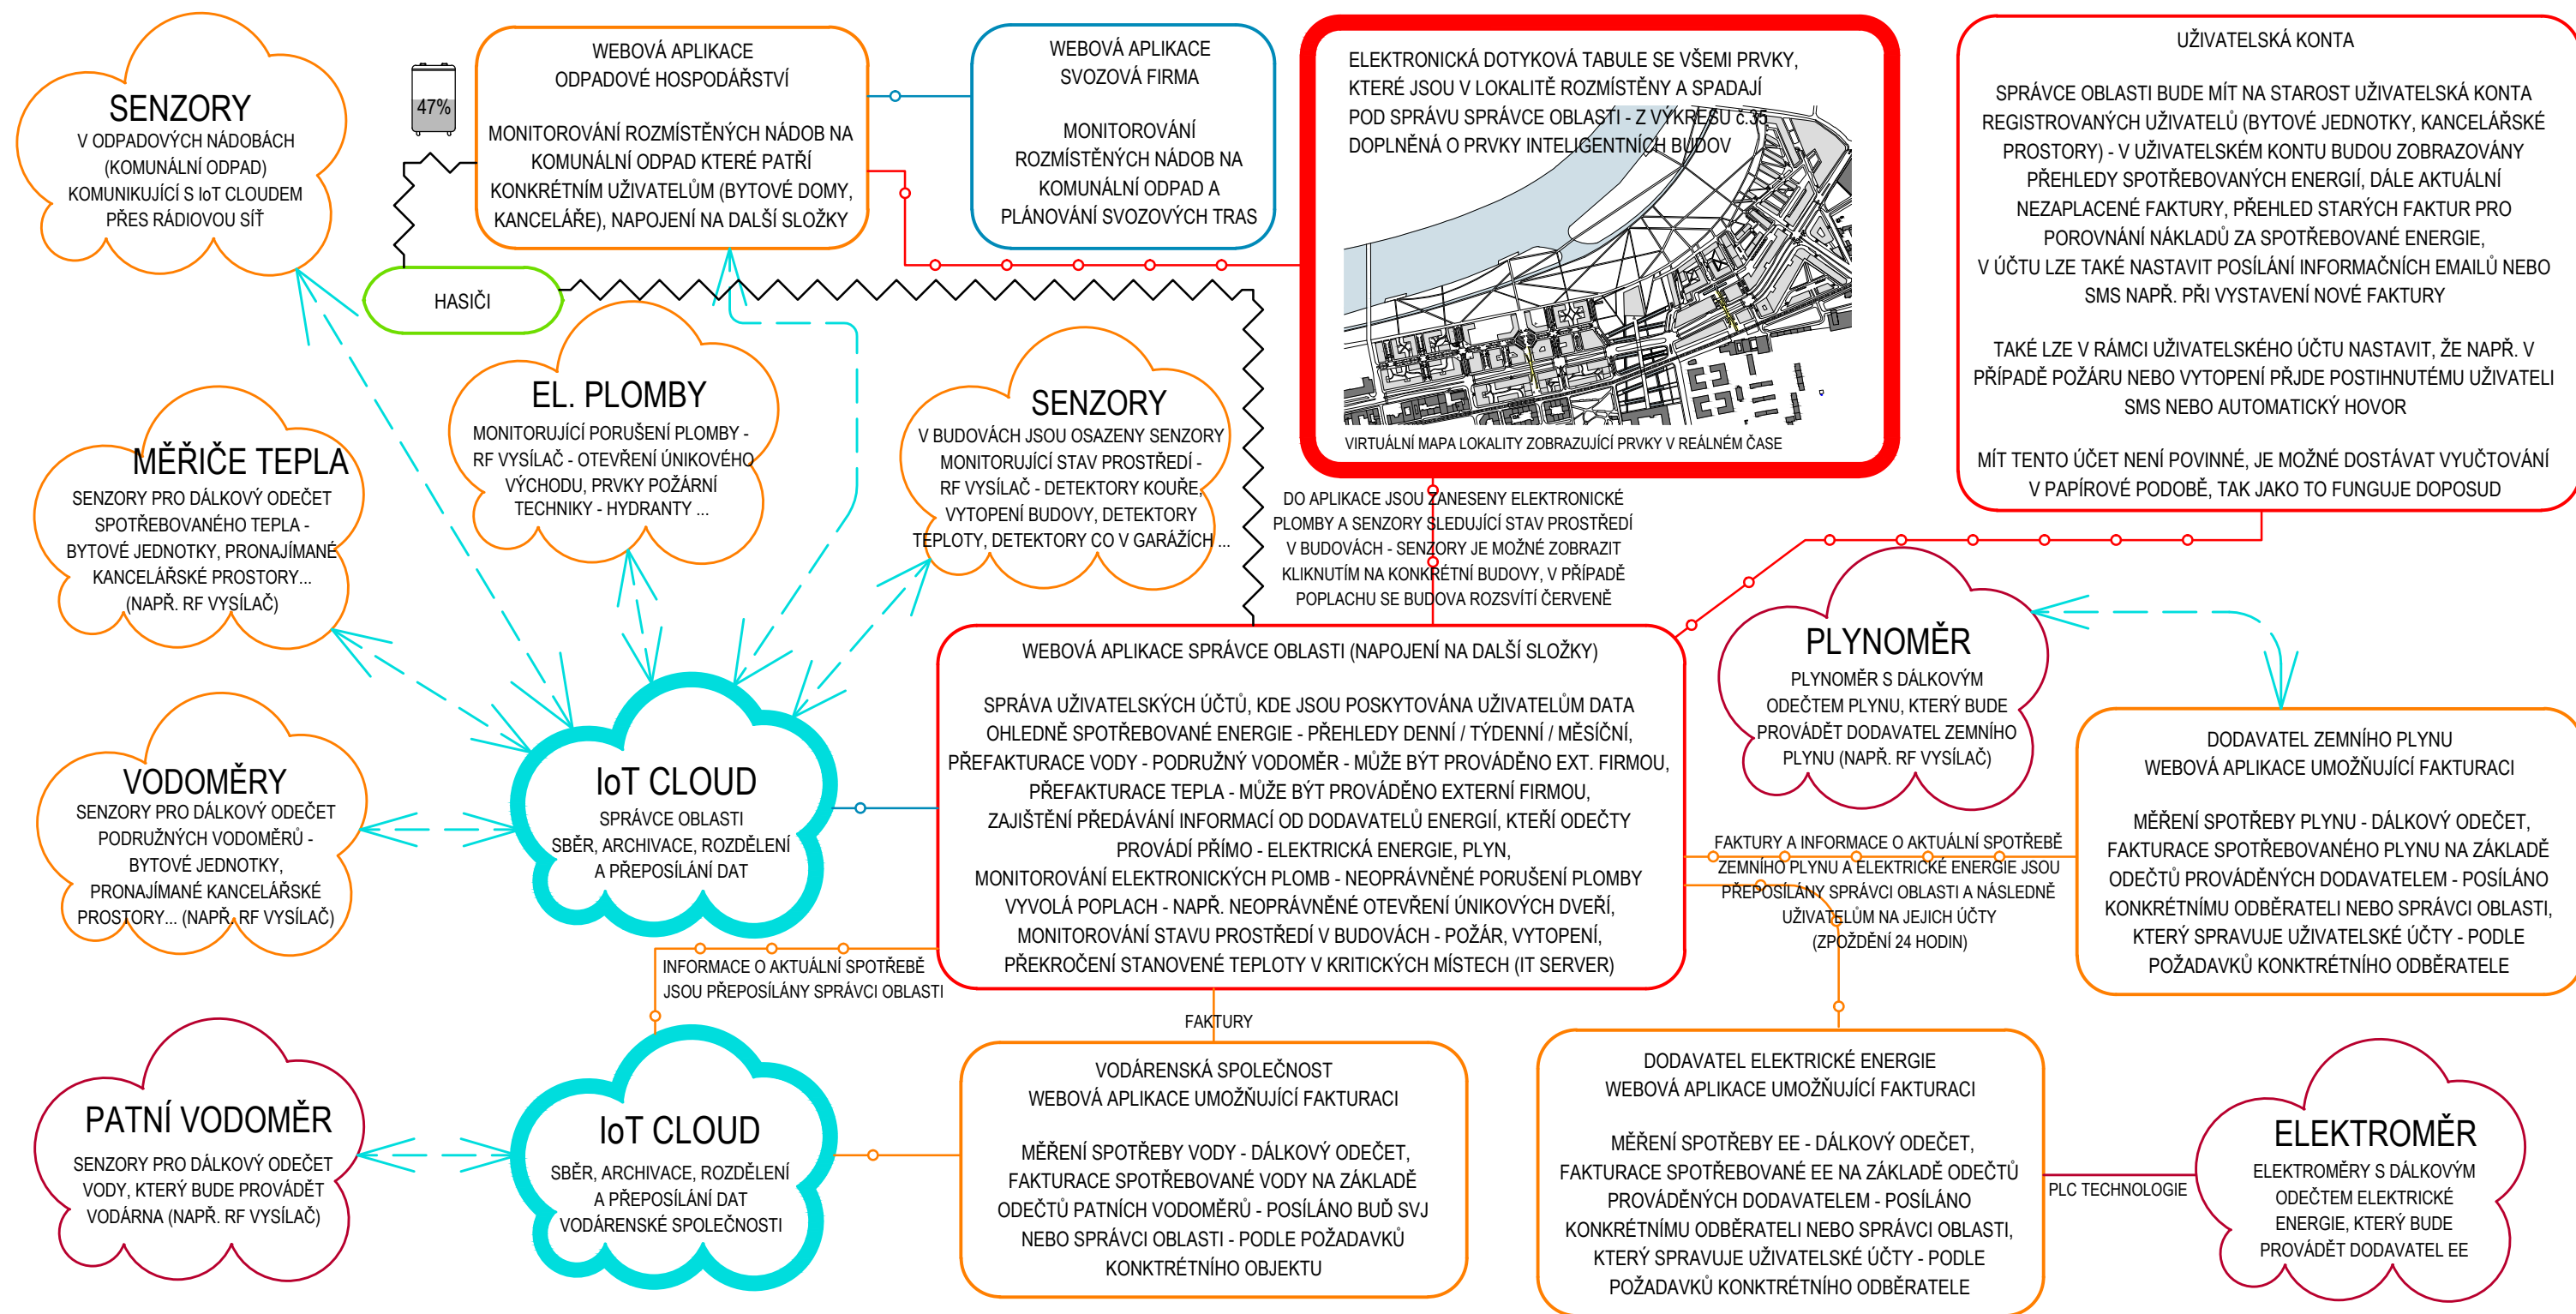 SENZORY
V ODPADOVÝCH NÁDOBÁCH
(KOMUNÁLNÍ ODPAD)
KOMUNIKUJÍCÍ S IoT CLOUDEM
PŘES RÁDIOVOU SÍŤ
47%
WEBOVÁ APLIKACE
ODPADOVÉ HOSPODÁŘSTVÍ
MONITOROVÁNÍ ROZMÍSTĚNÝCH NÁDOB NA
KOMUNÁLNÍ ODPAD KTERÉ PATŘÍ
KONKRÉTNÍM UŽIVATELŮM (BYTOVÉ DOMY,
KANCELÁŘE), NAPOJENÍ NA DALŠÍ SLOŽKY
WEBOVÁ APLIKACE
SVOZOVÁ FIRMA
MONITOROVÁNÍ
ROZMÍSTĚNÝCH NÁDOB NA
KOMUNÁLNÍ ODPAD A
PLÁNOVÁNÍ SVOZOVÝCH TRAS
ELEKTRONICKÁ DOTYKOVÁ TABULE SE VŠEMI PRVKY,
KTERÉ JSOU V LOKALITĚ ROZMÍSTĚNY A SPADAJÍ
POD SPRÁVU SPRÁVCE OBLASTI - Z VÝKRESU č.35
DOPLNĚNÁ O PRVKY INTELIGENTNÍCH BUDOV
VIRTUÁLNÍ MAPA LOKALITY ZOBRAZUJÍCÍ PRVKY V REÁLNÉM ČASE
UŽIVATELSKÁ KONTA
SPRÁVCE OBLASTI BUDE MÍT NA STAROST UŽIVATELSKÁ KONTA
REGISTROVANÝCH UŽIVATELŮ (BYTOVÉ JEDNOTKY, KANCELÁŘSKÉ
PROSTORY) - V UŽIVATELSKÉM KONTU BUDOU ZOBRAZOVÁNY
PŘEHLEDY SPOTŘEBOVANÝCH ENERGIÍ, DÁLE AKTUÁLNÍ
NEZAPLACENÉ FAKTURY, PŘEHLED STARÝCH FAKTUR PRO
POROVNÁNÍ NÁKLADŮ ZA SPOTŘEBOVANÉ ENERGIE,
V ÚČTU LZE TAKÉ NASTAVIT POSÍLÁNÍ INFORMAČNÍCH EMAILŮ NEBO
SMS NAPŘ. PŘI VYSTAVENÍ NOVÉ FAKTURY
TAKÉ LZE V RÁMCI UŽIVATELSKÉHO ÚČTU NASTAVIT, ŽE NAPŘ. V
PŘÍPADĚ POŽÁRU NEBO VYTOPENÍ PŘJDE POSTIHNUTÉMU UŽIVATELI
SMS NEBO AUTOMATICKÝ HOVOR
MÍT TENTO ÚČET NENÍ POVINNÉ, JE MOŽNÉ DOSTÁVAT VYUČTOVÁNÍ
V PAPÍROVÉ PODOBĚ, TAK JAKO TO FUNGUJE DOPOSUD
HASIČI
EL. PLOMBY
MONITORUJÍCÍ PORUŠENÍ PLOMBY -
RF VYSÍLAČ - OTEVŘENÍ ÚNIKOVÉHO
VÝCHODU, PRVKY POŽÁRNÍ
TECHNIKY - HYDRANTY ...
SENZORY
V BUDOVÁCH JSOU OSAZENY SENZORY
MONITORUJÍCÍ STAV PROSTŘEDÍ -
RF VYSÍLAČ - DETEKTORY KOUŘE,
VYTOPENÍ BUDOVY, DETEKTORY
TEPLOTY, DETEKTORY CO V GARÁŽÍCH ...
DO APLIKACE JSOU ZANESENY ELEKTRONICKÉ
PLOMBY A SENZORY SLEDUJÍCÍ STAV PROSTŘEDÍ
V BUDOVÁCH - SENZORY JE MOŽNÉ ZOBRAZIT
KLIKNUTÍM NA KONKRÉTNÍ BUDOVY, V PŘÍPADĚ
POPLACHU SE BUDOVA ROZSVÍTÍ ČERVENĚ
MĚŘIČE TEPLA
SENZORY PRO DÁLKOVÝ ODEČET
SPOTŘEBOVANÉHO TEPLA -
BYTOVÉ JEDNOTKY, PRONAJÍMANÉ
KANCELÁŘSKÉ PROSTORY...
(NAPŘ. RF VYSÍLAČ)
VODOMĚRY
SENZORY PRO DÁLKOVÝ ODEČET
PODRUŽNÝCH VODOMĚRŮ -
BYTOVÉ JEDNOTKY,
PRONAJÍMANÉ KANCELÁŘSKÉ
PROSTORY... (NAPŘ. RF VYSÍLAČ)
IoT CLOUD
SPRÁVCE OBLASTI
SBĚR, ARCHIVACE, ROZDĚLENÍ
A PŘEPOSÍLÁNÍ DAT
WEBOVÁ APLIKACE SPRÁVCE OBLASTI (NAPOJENÍ NA DALŠÍ SLOŽKY)
SPRÁVA UŽIVATELSKÝCH ÚČTŮ, KDE JSOU POSKYTOVÁNA UŽIVATELŮM DATA
OHLEDNĚ SPOTŘEBOVANÉ ENERGIE - PŘEHLEDY DENNÍ / TÝDENNÍ / MĚSÍČNÍ,
PŘEFAKTURACE VODY - PODRUŽNÝ VODOMĚR - MŮŽE BÝT PROVÁDĚNO EXT. FIRMOU,
PŘEFAKTURACE TEPLA - MŮŽE BÝT PROVÁDĚNO EXTERNÍ FIRMOU,
ZAJIŠTĚNÍ PŘEDÁVÁNÍ INFORMACÍ OD DODAVATELŮ ENERGIÍ, KTEŘÍ ODEČTY
PROVÁDÍ PŘÍMO - ELEKTRICKÁ ENERGIE, PLYN,
MONITOROVÁNÍ ELEKTRONICKÝCH PLOMB - NEOPRÁVNĚNÉ PORUŠENÍ PLOMBY
VYVOLÁ POPLACH - NAPŘ. NEOPRÁVNĚNÉ OTEVŘENÍ ÚNIKOVÝCH DVEŘÍ,
MONITOROVÁNÍ STAVU PROSTŘEDÍ V BUDOVÁCH - POŽÁR, VYTOPENÍ,
PŘEKROČENÍ STANOVENÉ TEPLOTY V KRITICKÝCH MÍSTECH (IT SERVER)
PLYNOMĚR
PLYNOMĚR S DÁLKOVÝM
ODEČTEM PLYNU, KTERÝ BUDE
PROVÁDĚT DODAVATEL ZEMNÍHO
PLYNU (NAPŘ. RF VYSÍLAČ)
DODAVATEL ZEMNÍHO PLYNU
WEBOVÁ APLIKACE UMOŽŇUJÍCÍ FAKTURACI
MĚŘENÍ SPOTŘEBY PLYNU - DÁLKOVÝ ODEČET,
FAKTURACE SPOTŘEBOVANÉHO PLYNU NA ZÁKLADĚ
ODEČTŮ PROVÁDĚNÝCH DODAVATELEM - POSÍLÁNO
KONKRÉTNÍMU ODBĚRATELI NEBO SPRÁVCI OBLASTI,
KTERÝ SPRAVUJE UŽIVATELSKÉ ÚČTY - PODLE
POŽADAVKŮ KONKTRÉTNÍHO ODBĚRATELE
FAKTURY A INFORMACE O AKTUÁLNÍ SPOTŘEBĚ
ZEMNÍHO PLYNU A ELEKTRICKÉ ENERGIE JSOU
PŘEPOSÍLÁNY SPRÁVCI OBLASTI A NÁSLEDNĚ
UŽIVATELŮM NA JEJICH ÚČTY
(ZPOŽDĚNÍ 24 HODIN)
INFORMACE O AKTUÁLNÍ SPOTŘEBĚ
JSOU PŘEPOSÍLÁNY SPRÁVCI OBLASTI
FAKTURY
PATNÍ VODOMĚR
SENZORY PRO DÁLKOVÝ ODEČET
VODY, KTERÝ BUDE PROVÁDĚT
VODÁRNA (NAPŘ. RF VYSÍLAČ)
IoT CLOUD
SBĚR, ARCHIVACE, ROZDĚLENÍ
A PŘEPOSÍLÁNÍ DAT
VODÁRENSKÉ SPOLEČNOSTI
VODÁRENSKÁ SPOLEČNOST
WEBOVÁ APLIKACE UMOŽŇUJÍCÍ FAKTURACI
MĚŘENÍ SPOTŘEBY VODY - DÁLKOVÝ ODEČET,
FAKTURACE SPOTŘEBOVANÉ VODY NA ZÁKLADĚ
ODEČTŮ PATNÍCH VODOMĚRŮ - POSÍLÁNO BUĎ SVJ
NEBO SPRÁVCI OBLASTI - PODLE POŽADAVKŮ
KONKTRÉTNÍHO OBJEKTU
DODAVATEL ELEKTRICKÉ ENERGIE
WEBOVÁ APLIKACE UMOŽŇUJÍCÍ FAKTURACI
MĚŘENÍ SPOTŘEBY EE - DÁLKOVÝ ODEČET,
FAKTURACE SPOTŘEBOVANÉ EE NA ZÁKLADĚ ODEČTŮ
PROVÁDĚNÝCH DODAVATELEM - POSÍLÁNO
KONKRÉTNÍMU ODBĚRATELI NEBO SPRÁVCI OBLASTI,
KTERÝ SPRAVUJE UŽIVATELSKÉ ÚČTY - PODLE
POŽADAVKŮ KONKTRÉTNÍHO ODBĚRATELE
PLC TECHNOLOGIE
ELEKTROMĚR
ELEKTROMĚRY S DÁLKOVÝM
ODEČTEM ELEKTRICKÉ
ENERGIE, KTERÝ BUDE
PROVÁDĚT DODAVATEL EE